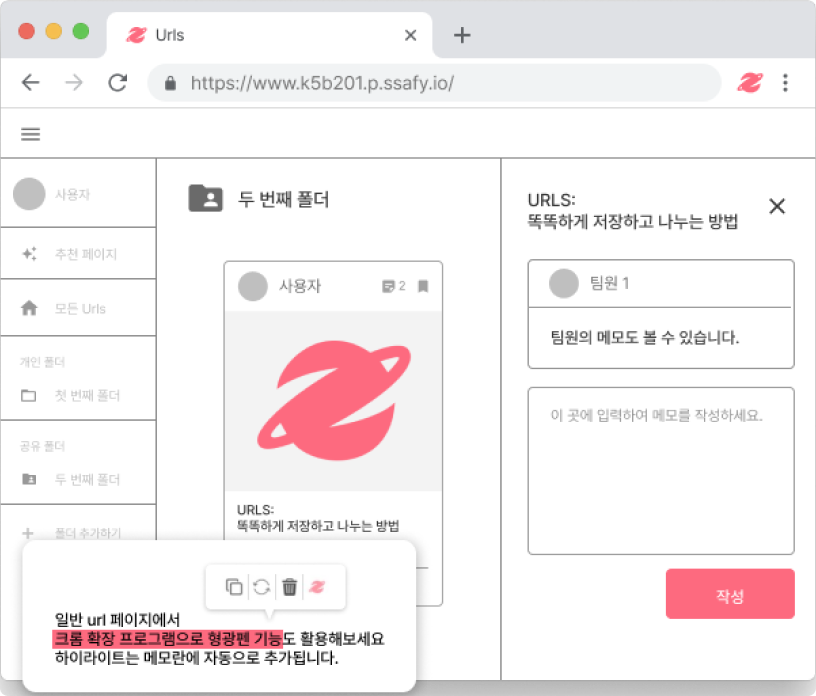 Urls
https://www.k5b201.p.ssafy.io/
사용자
추천 페이지
모든 Urls
개인 폴더
첫 번째 폴더
공유 폴더
두 번째 폴더
폴더 추가하기
두 번째 폴더
사용자
2
URLS:
똑똑하게 저장하고 나누는 방법
URLS:
똑똑하게 저장하고 나누는 방법
팀원 1
팀원의 메모도 볼 수 있습니다.
이 곳에 입력하여 메모를 작성하세요.
작성
일반 url 페이지에서
크롬 확장 프로그램으로 형광펜 기능도 활용해보세요
하이라이트는 메모란에 자동으로 추가됩니다.